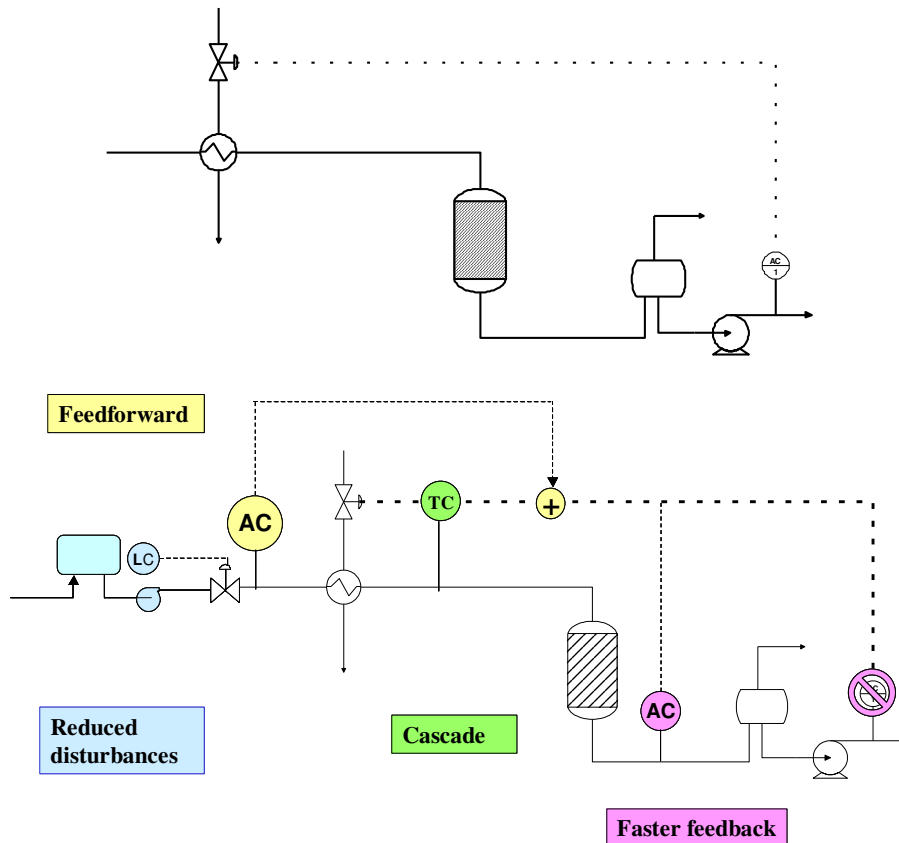 AC
1
Feedforward
AC
TC
+
LC
Reduced
disturbances
Cascade
AC
Faster feedback